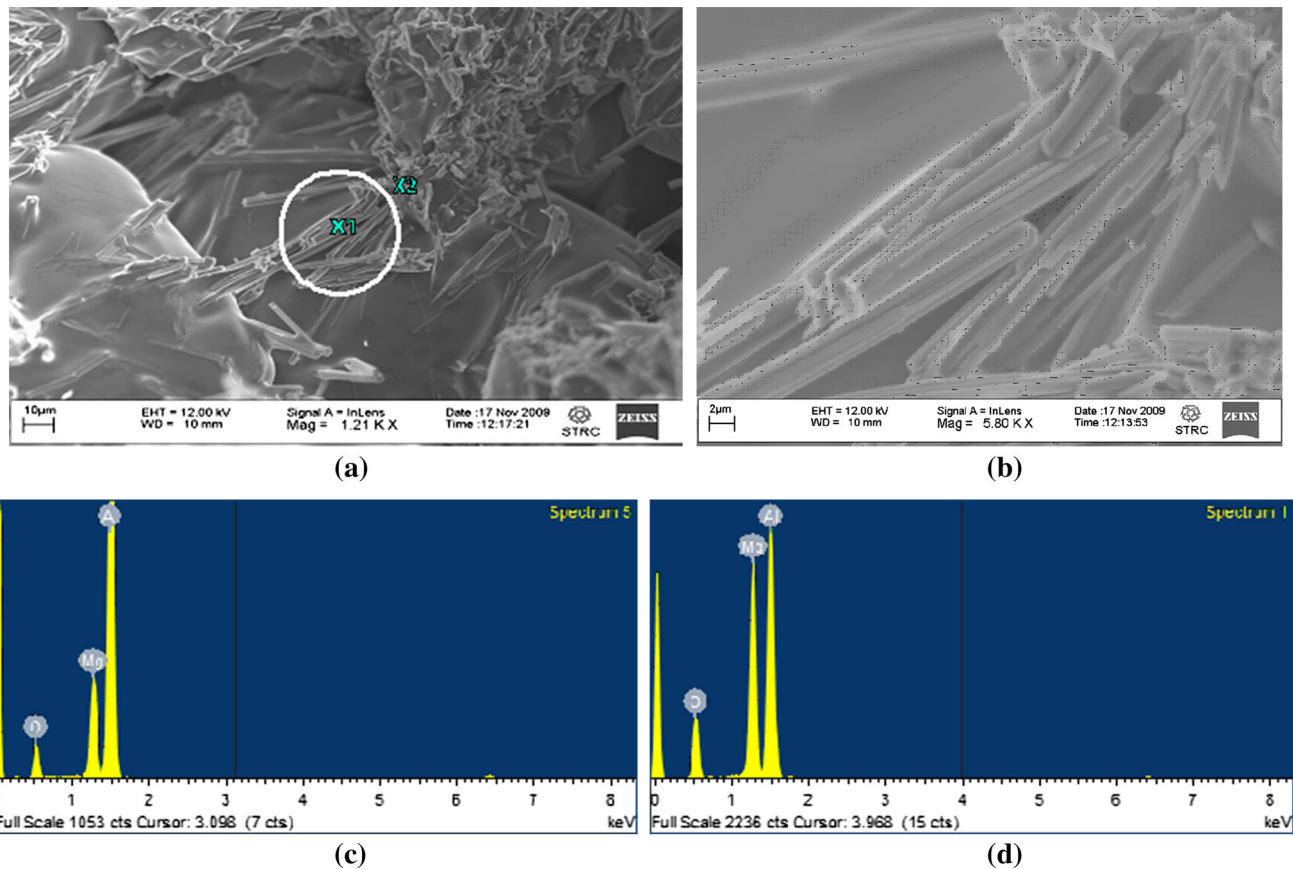 X2
X1
10µm
EHT = 12.00 kV
WD = 10 mm
Signal A = InLens
Mag = 1.21 K X
Date :17 Nov 2009
Time :12:17:21
STRC
ZEISS
2µm
EHT = 12.00 kV
WD = 10 mm
Signal A = InLens
Mag = 5.80 K X
Date :17 Nov 2009
Time :12:13:53
STRC
ZEISS
(a)
(b)
Spectrum 5
A
Mg
O
1 2 3 4 5 6 7 8
Full Scale 1053 cts Cursor: 3.098 (7 cts)
keV
Spectrum 1
Al
Mg
O
0 1 2 3 4 5 6 7 8
Full Scale 2236 cts Cursor: 3.968 (15 cts)
keV
(c)
(d)